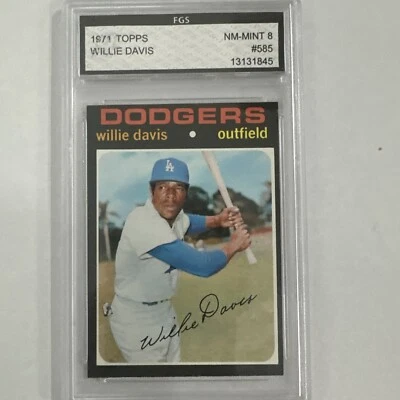 FGS
1971 TOPPS NM-MINT 8
WILLIE DAVIS #585
13131845
DODGERS
willie davis • outfield
LA
Willie Davis